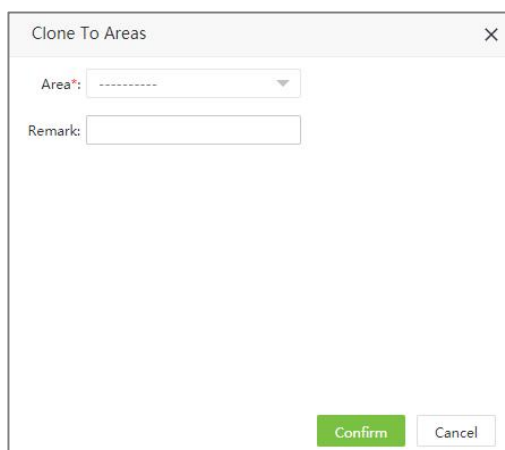 Clone To Areas
Area*: ----------
Remark:
Confirm Cancel